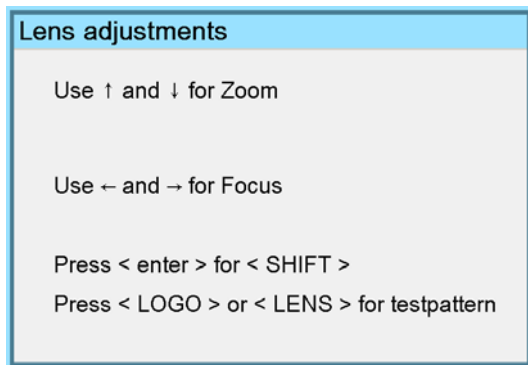 Lens adjustments
Use ↑ and ↓ for Zoom
Use ← and → for Focus
Press < enter > for < SHIFT >
Press < LOGO > or < LENS > for testpattern